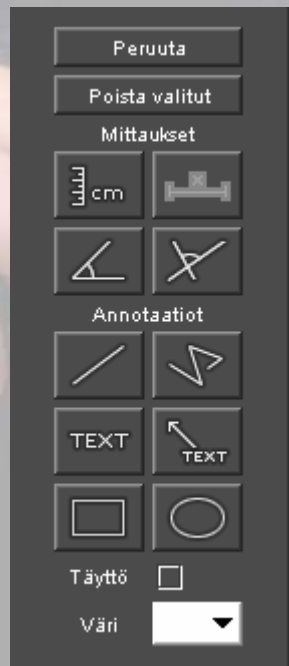 Peruuta
Poista valitut
Mittaukset
cm
Annotaatiot
TEXT
TEXT
Täyttö
Väri